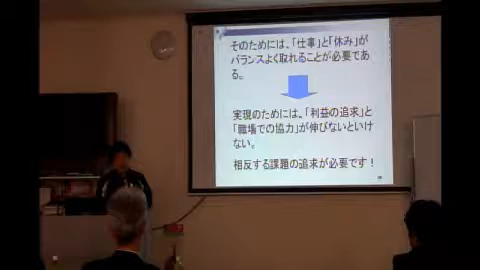 そのためには、「仕事」と「休み」が
バランスよく取れることが必要であ
る。
実現のためには、「利益の追求」と
「職場での協力」が伸びないといけ
ない。
相反する課題の追求が必要です！